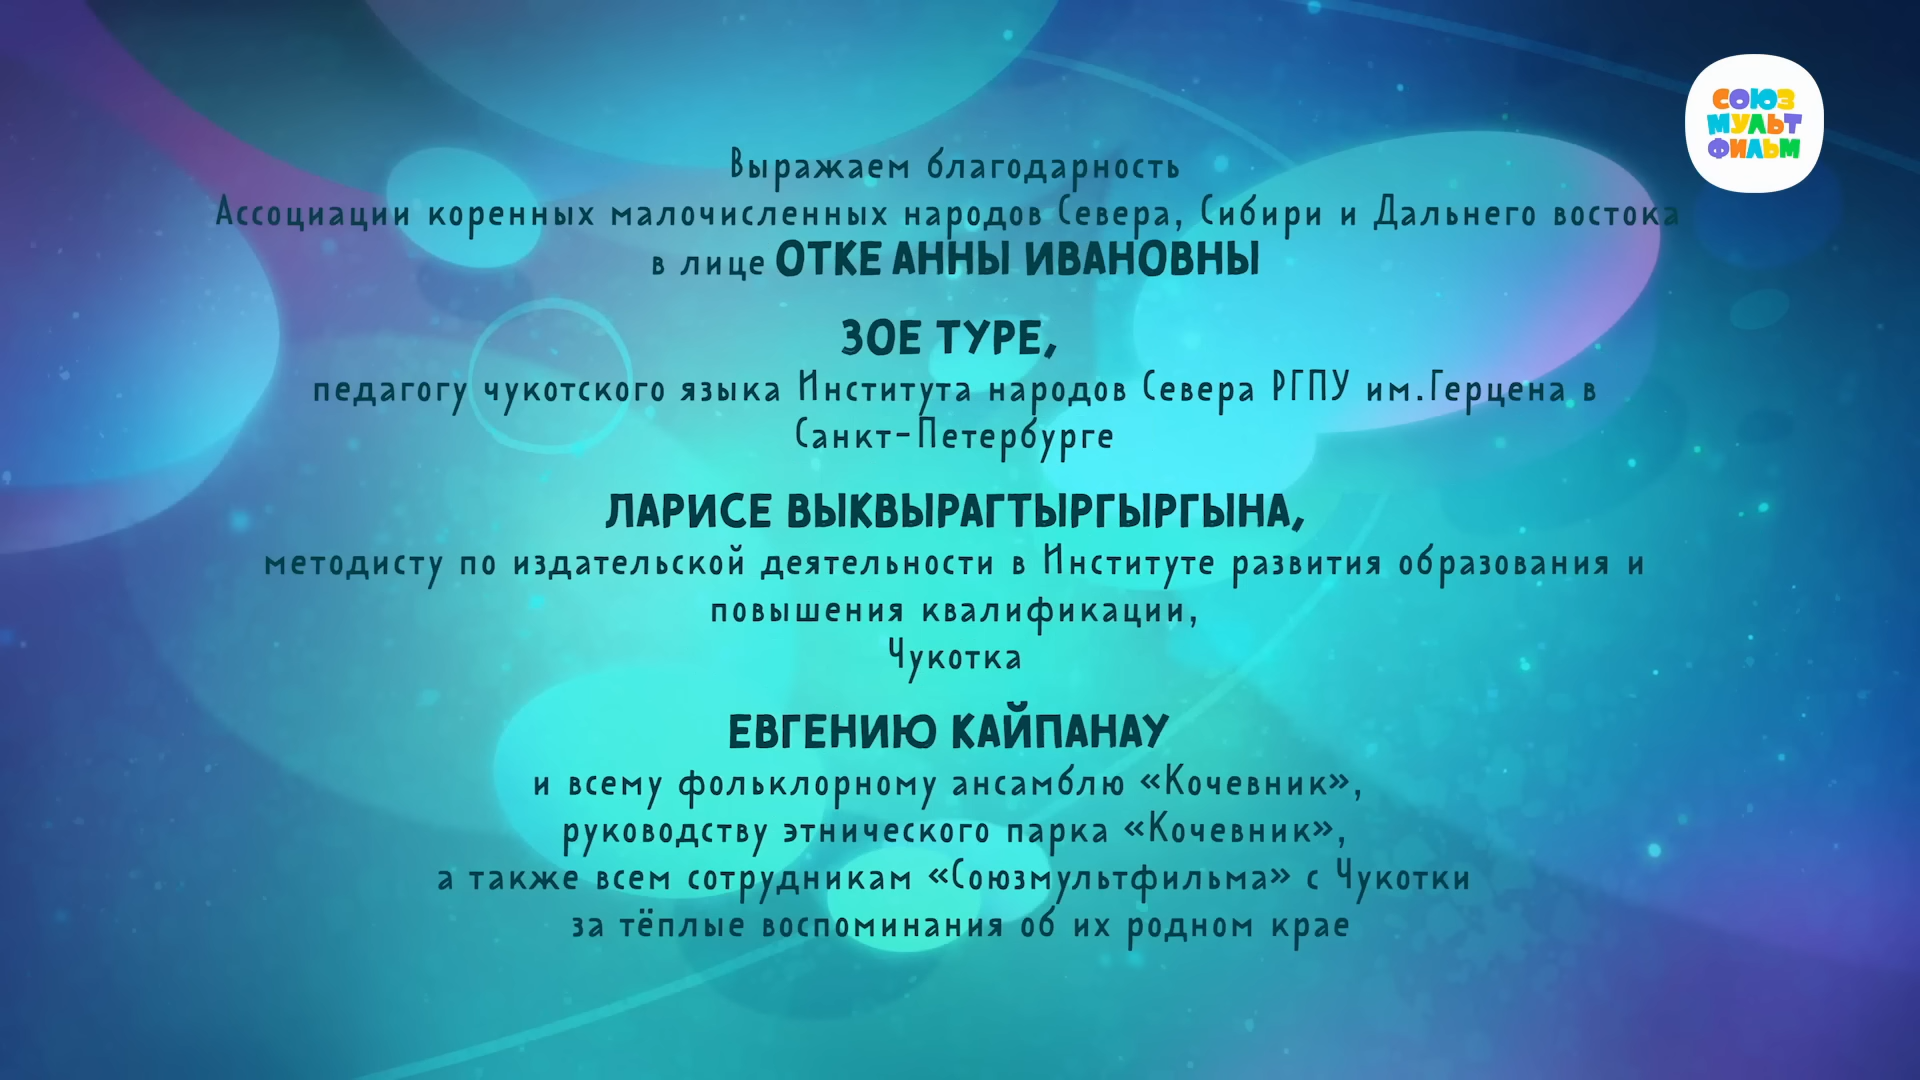 СОЮЗ
МУЛЬТ
ФИЛЬМ
Выражаем благодарность
Ассоциации коренных малочисленных народов Севера, Сибири и Дальнего востока
в лице ОТКЕ АННЫ ИВАНОВНЫ
ЗОЕ ТУРЕ,
педагогу чукотского языка Института народов Севера РГПУ им.Герцена в
Санкт-Петербурге
ЛАРИСЕ ВЫКВЫРАГТЫРГЫРГЫНА,
методисту по издательской деятельности в Институте развития образования и
повышения квалификации,
Чукотка
ЕВГЕНИЮ КАЙПАНАУ
и всему фольклорному ансамблю «Кочевник»,
руководству этнического парка «Кочевник»,
а также всем сотрудникам «Союзмультфильма» с Чукотки
за тёплые воспоминания об их родном крае